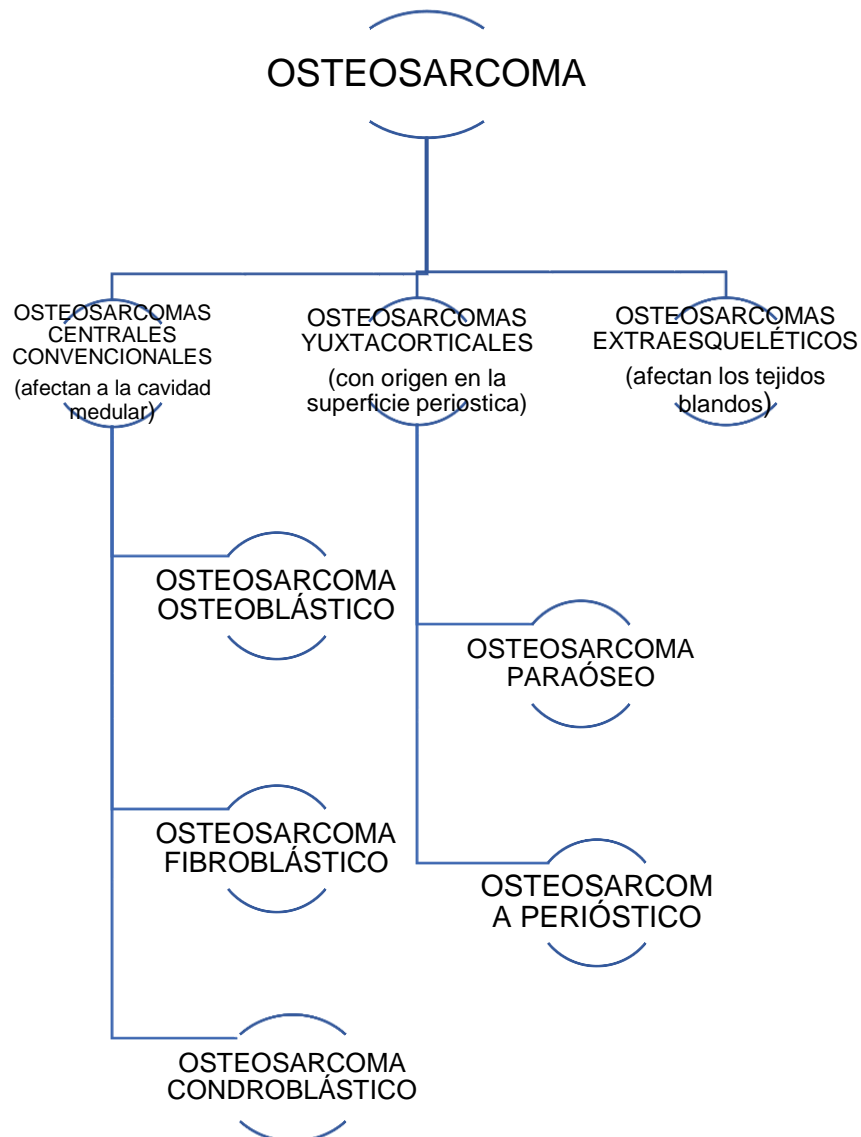 OSTEOSARCOMA
OSTEOSARCOMAS
CENTRALES
CONVENCIONALES
(afectan a la cavidad
medular)
OSTEOSARCOMAS
YUXTACORTICALES
(con origen en la
superficie periostica)
OSTEOSARCOMAS
EXTRAESQUELÉTICOS
(afectan los tejidos
blandos)
OSTEOSARCOMA
OSTEOBLÁSTICO
OSTEOSARCOMA
FIBROBLÁSTICO
OSTEOSARCOMA
CONDROBLÁSTICO
OSTEOSARCOMA
PARAÓSEO
OSTEOSARCOM
A PERIÓSTICO